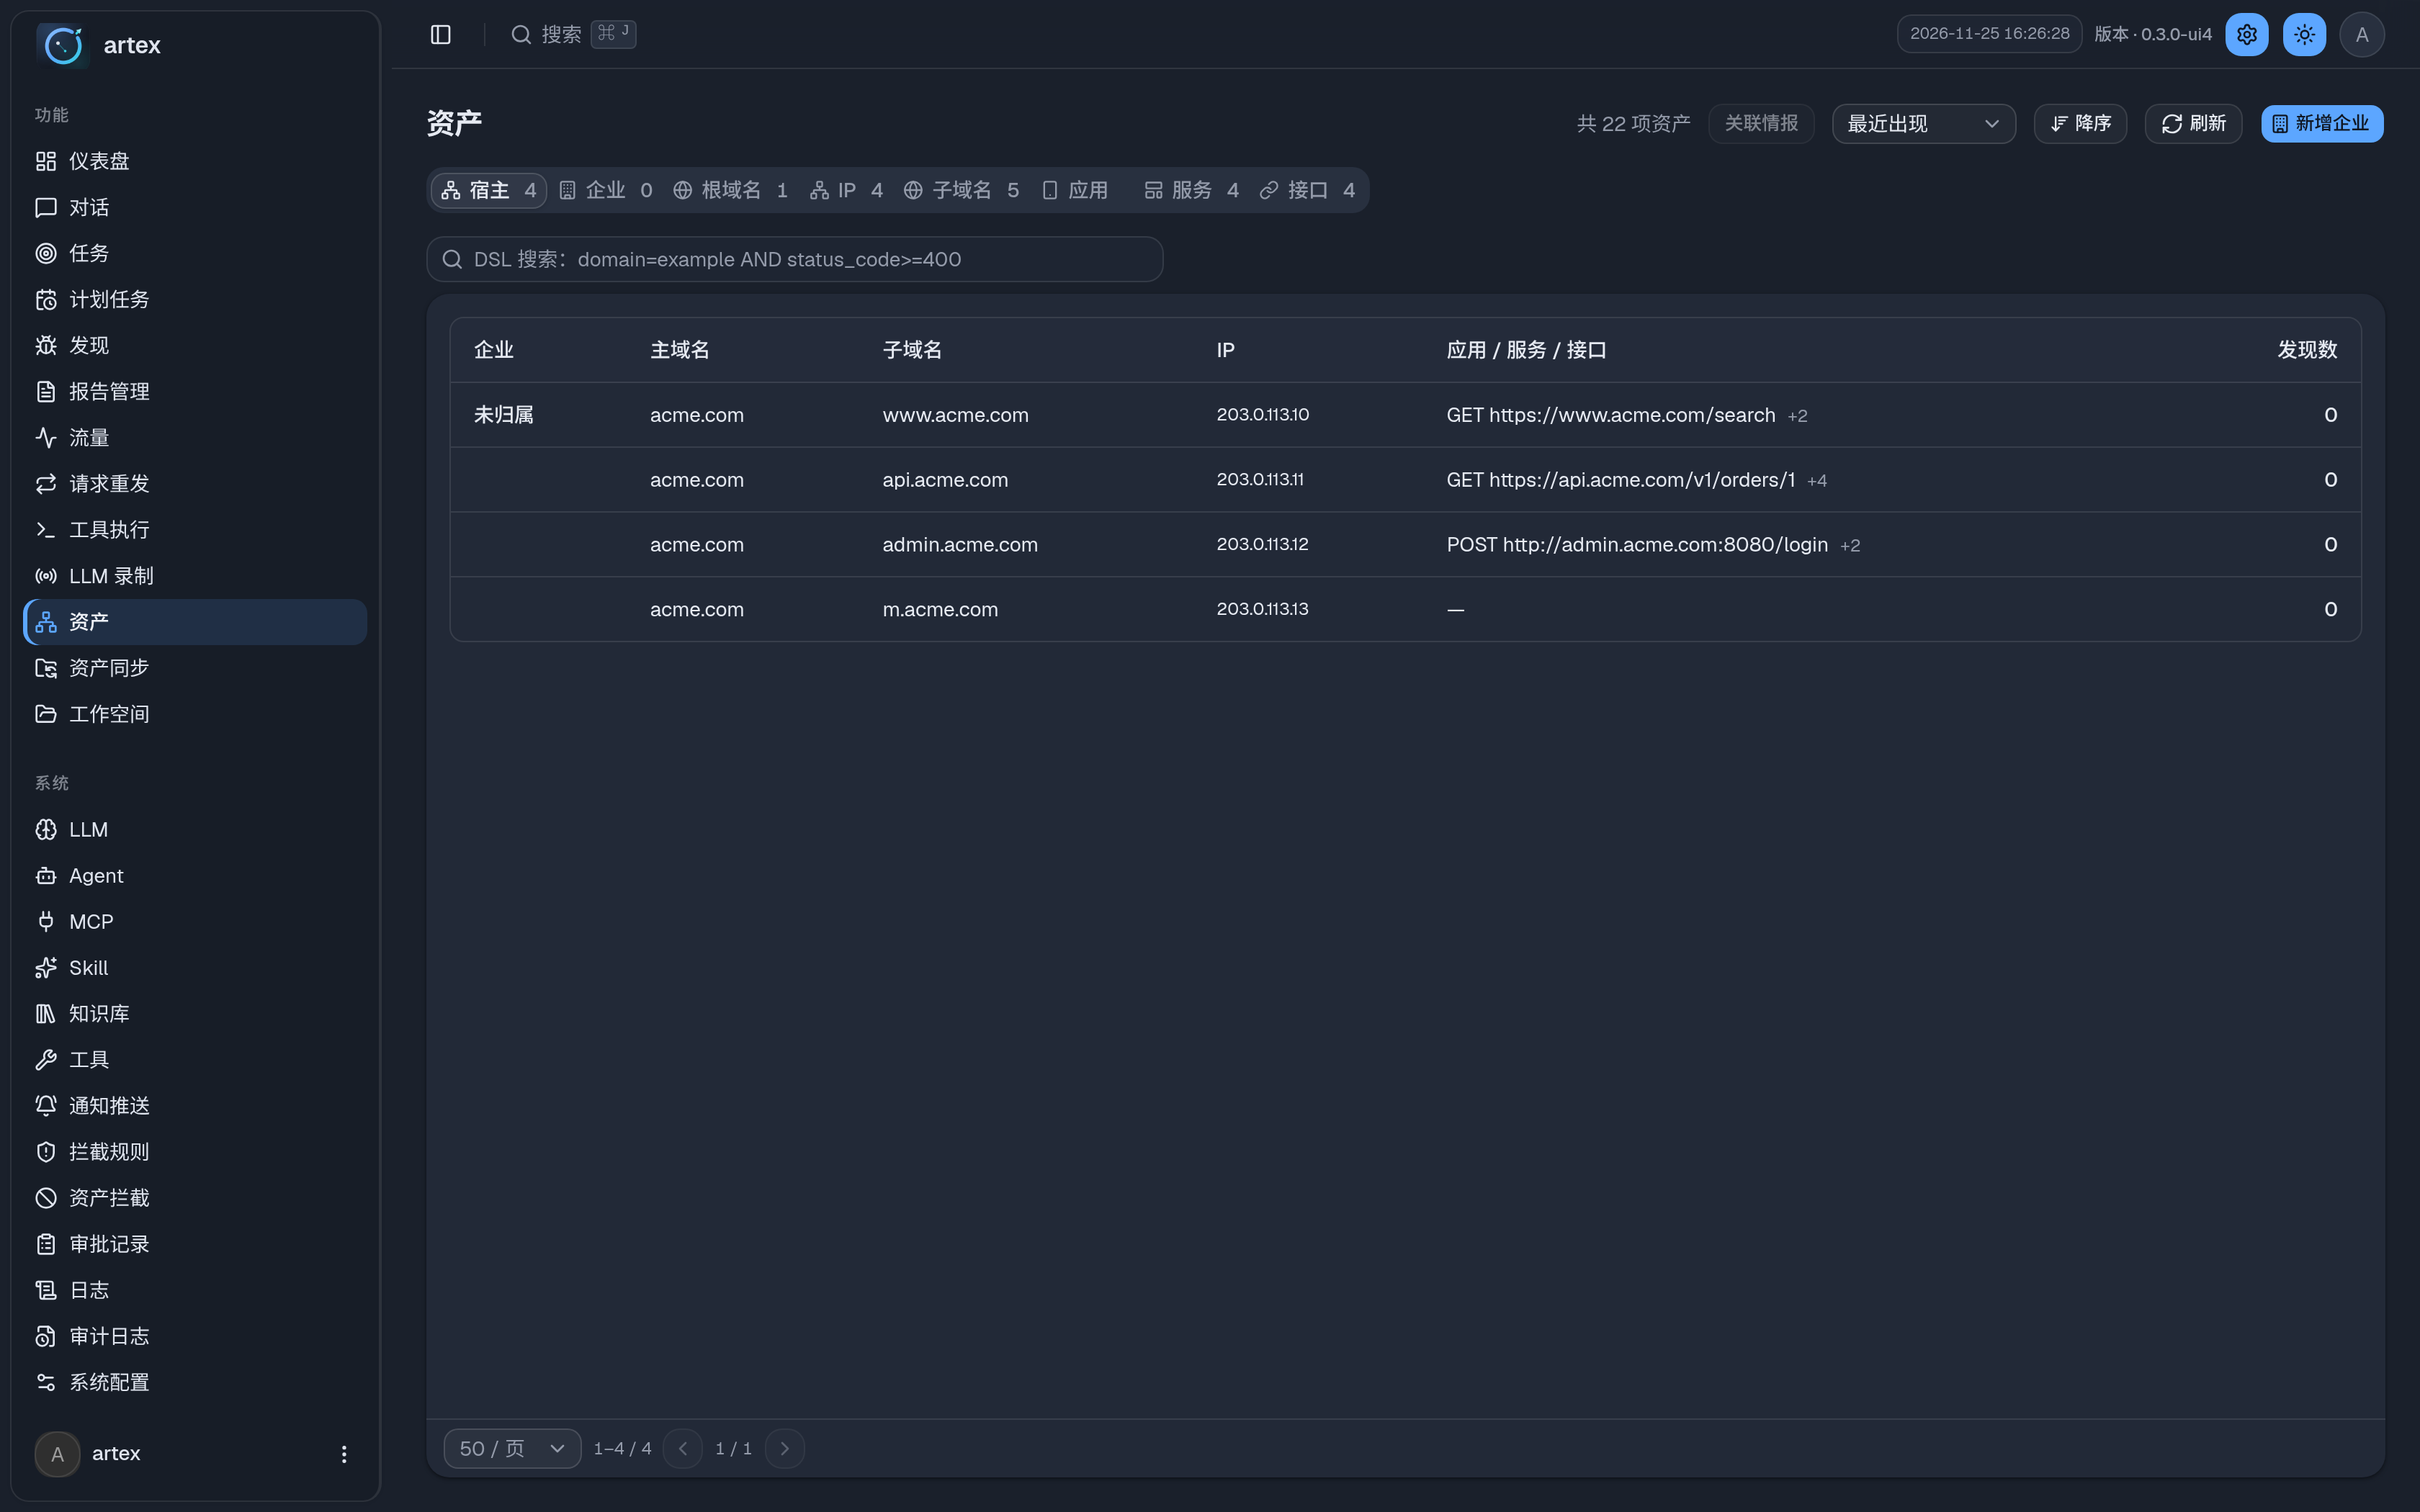 artex
功能
仪表盘
对话
任务
计划任务
发现
报告管理
流量
请求重发
工具执行
LLM 录制
资产
资产同步
工作空间
系统
LLM
Agent
MCP
Skill
知识库
工具
通知推送
拦截规则
资产拦截
审批记录
日志
审计日志
系统配置
A artex
搜索 ⌘ J
2026-11-25 16:26:28 版本 · 0.3.0-ui4 A
资产
共 22 项资产 关联情报 最近出现 降序 刷新 新增企业
宿主 4 企业 0 根域名 1 IP 4 子域名 5 应用 服务 4 接口 4
DSL 搜索：domain=example AND status_code>=400
企业 主域名 子域名 IP 应用 / 服务 / 接口 发现数
未归属 acme.com www.acme.com 203.0.113.10 GET https://www.acme.com/search +2 0
acme.com api.acme.com 203.0.113.11 GET https://api.acme.com/v1/orders/1 +4 0
acme.com admin.acme.com 203.0.113.12 POST http://admin.acme.com:8080/login +2 0
acme.com m.acme.com 203.0.113.13 — 0
50 / 页 1–4 / 4 1 / 1